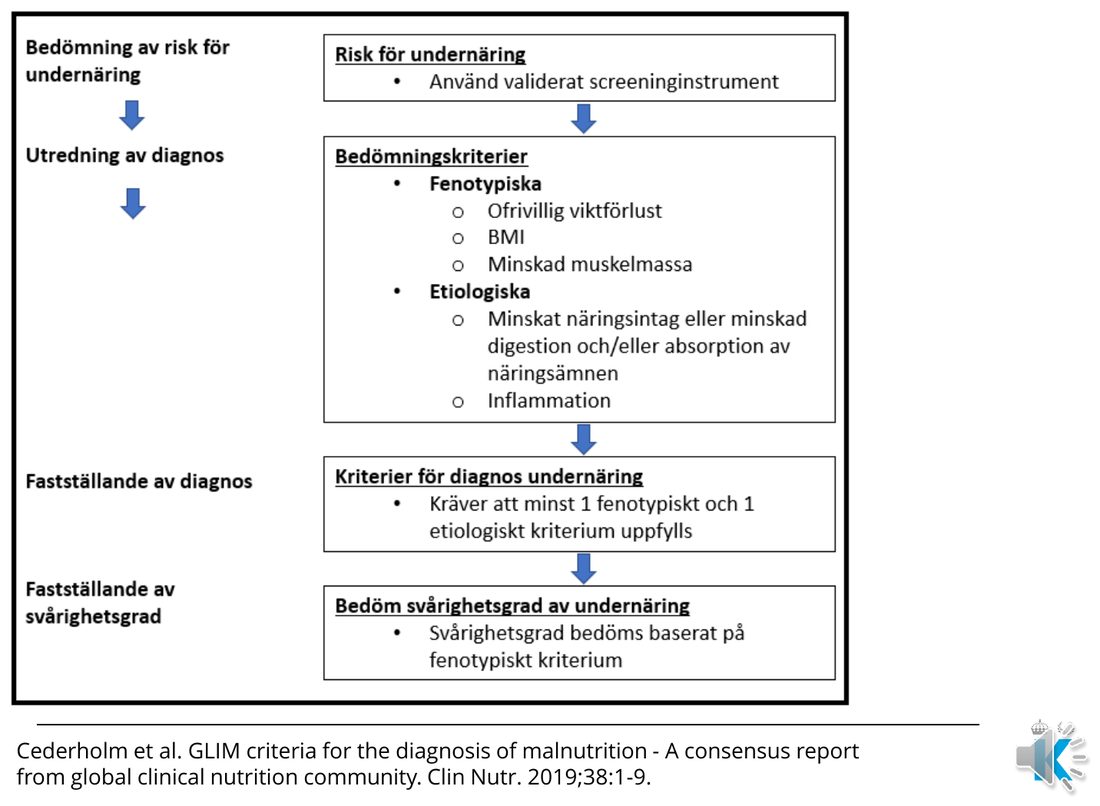 Bedömning av risk för
undernäring
Risk för undernäring
• Använd validerat screeninginstrument
Utredning av diagnos
Bedömningskriterier
• Fenotypiska
o Ofrivillig viktförlust
o BMI
o Minskad muskelmassa
• Etiologiska
o Minskat näringsintag eller minskad
digestion och/eller absorption av
näringsämnen
o Inflammation
Fastställande av diagnos
Kriterier för diagnos undernäring
• Kräver att minst 1 fenotypiskt och 1
etiologiskt kriterium uppfylls
Fastställande av
svårighetsgrad
Bedöm svårighetsgrad av undernäring
• Svårighetsgrad bedöms baserat på
fenotypiskt kriterium
Cederholm et al. GLIM criteria for the diagnosis of malnutrition - A consensus report
from global clinical nutrition community. Clin Nutr. 2019;38:1-9.
K